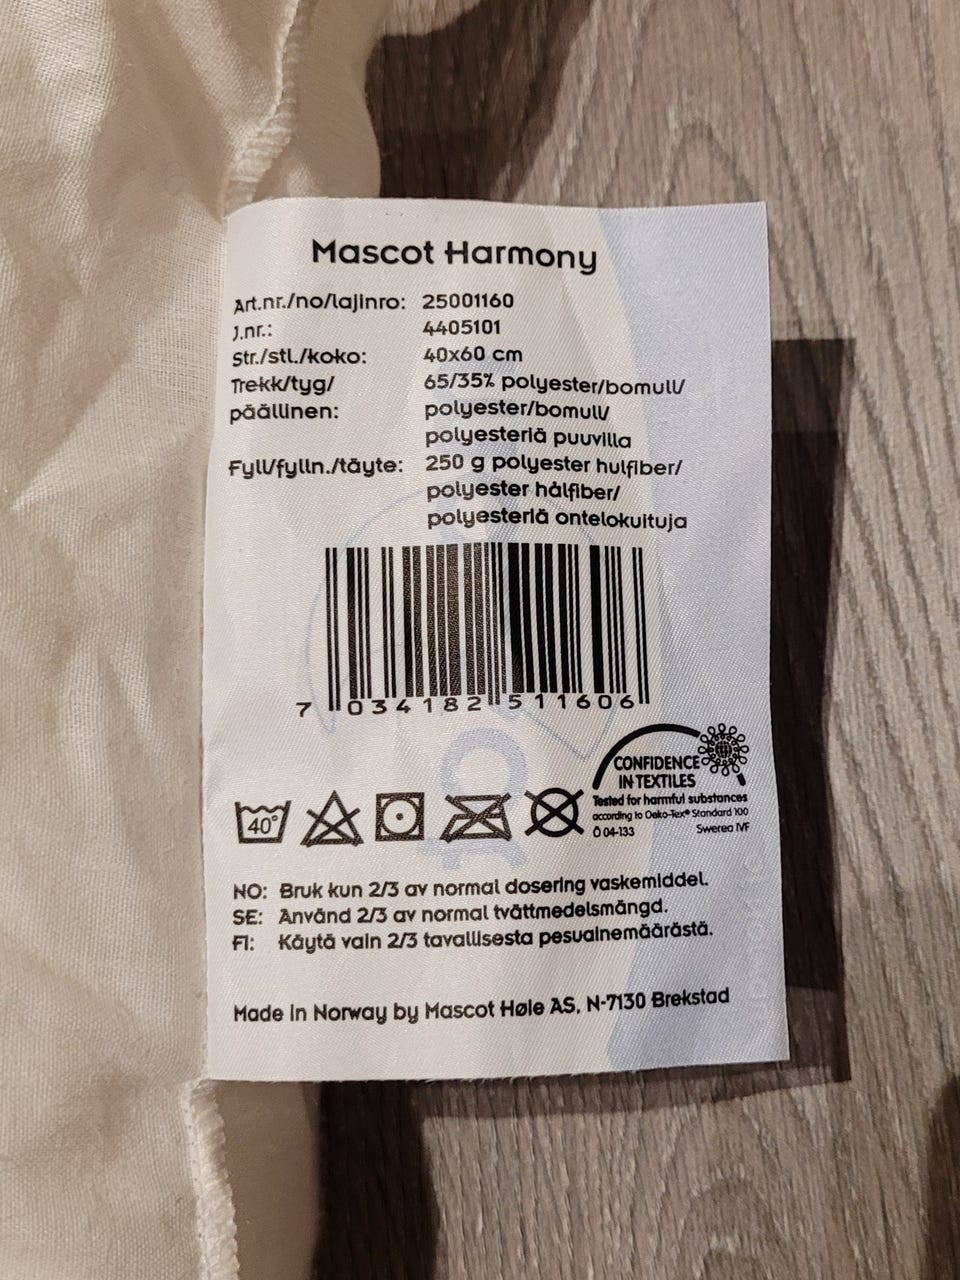 Mascot Harmony
Art.nr./no/lajinro: 25001160
J.nr.: 4405101
Str./stl./koko: 40x60 cm
Trekk/tyg/ 65/35% polyester/bomull/
päällinen: polyester/bomull/
polyesteriä puuvilla
Fyll/fylln./täyte: 250 g polyester hulfiber/
polyester hålfiber/
polyesteriä ontelokuituja
7 034182 511606
CONFIDENCE
IN TEXTILES
Tested for harmful substances
according to Oeko-Tex® Standard 100
Ö 04-133 Swerea IVF
40°
NO: Bruk kun 2/3 av normal dosering vaskemiddel.
SE: Använd 2/3 av normal tvättmedelsmängd.
FI: Käytä vain 2/3 tavallisesta pesuainemäärästä.
Made in Norway by Mascot Høie AS, N-7130 Brekstad